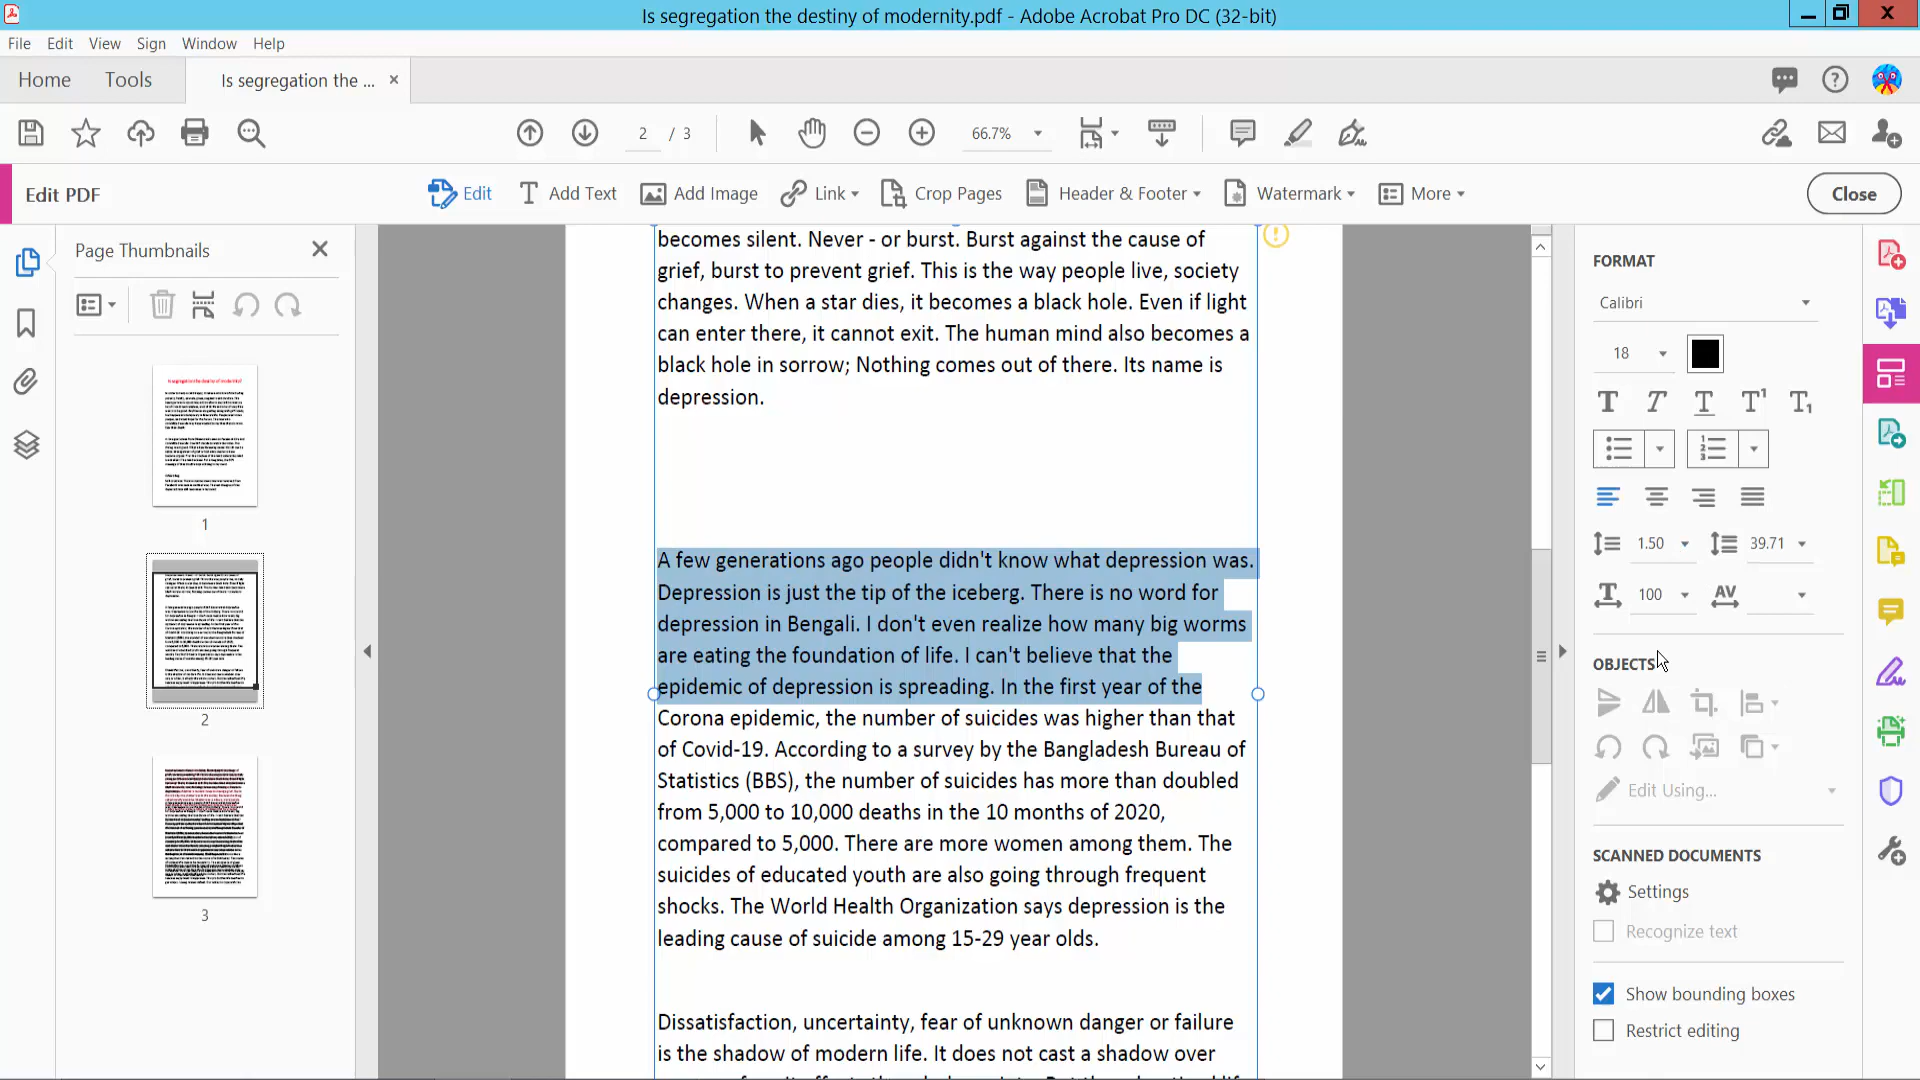 Is segregation the destiny of modernity.pdf - Adobe Acrobat Pro DC (32-bit)
File Edit View Sign Window Help
Home Tools Is segregation the ...
2 / 3 66.7%
Edit PDF Edit Add Text Add Image Link Crop Pages Header & Footer Watermark More Close
Page Thumbnails
1
2
3
becomes silent. Never - or burst. Burst against the cause of
grief, burst to prevent grief. This is the way people live, society
changes. When a star dies, it becomes a black hole. Even if light
can enter there, it cannot exit. The human mind also becomes a
black hole in sorrow; Nothing comes out of there. Its name is
depression.
A few generations ago people didn't know what depression was.
Depression is just the tip of the iceberg. There is no word for
depression in Bengali. I don't even realize how many big worms
are eating the foundation of life. I can't believe that the
epidemic of depression is spreading. In the first year of the
Corona epidemic, the number of suicides was higher than that
of Covid-19. According to a survey by the Bangladesh Bureau of
Statistics (BBS), the number of suicides has more than doubled
from 5,000 to 10,000 deaths in the 10 months of 2020,
compared to 5,000. There are more women among them. The
suicides of educated youth are also going through frequent
shocks. The World Health Organization says depression is the
leading cause of suicide among 15-29 year olds.
Dissatisfaction, uncertainty, fear of unknown danger or failure
is the shadow of modern life. It does not cast a shadow over
FORMAT
Calibri
18
1.50 39.71
100
OBJECTS
Edit Using...
SCANNED DOCUMENTS
Settings
Recognize text
Show bounding boxes
Restrict editing